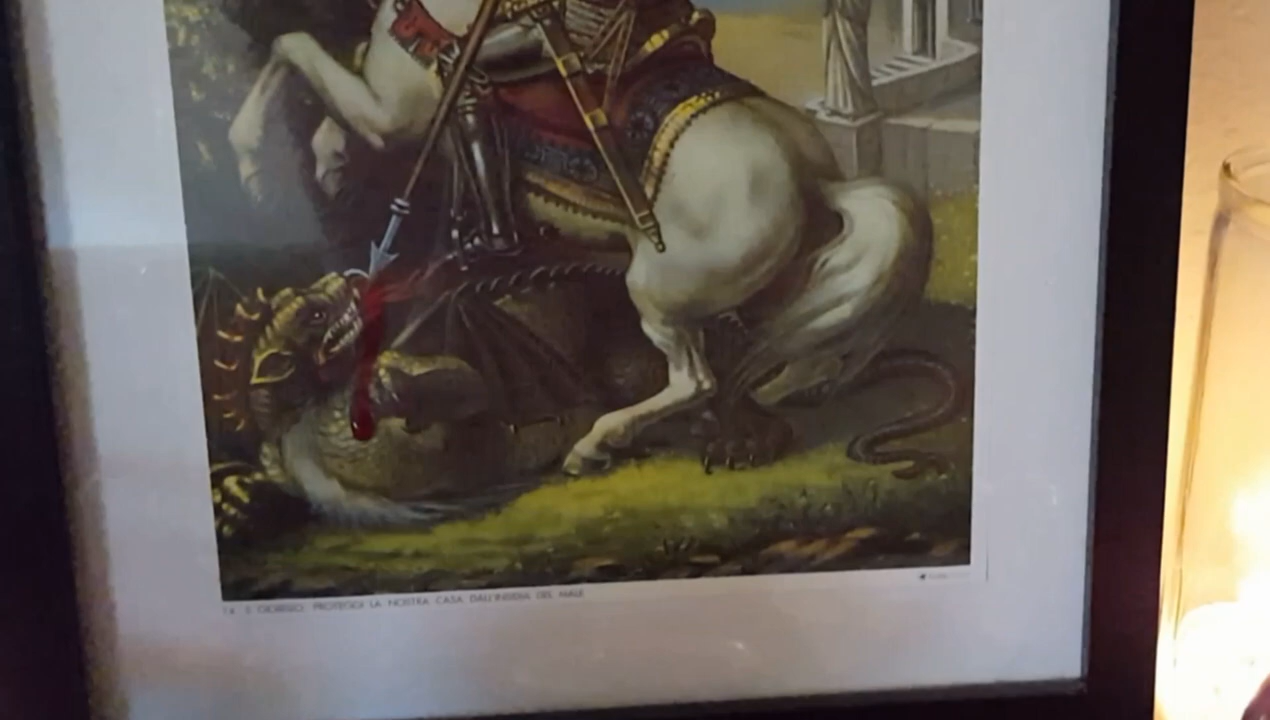 S. GIORGIO, PROTEGGI LA NOSTRA CASA DALL'INSIDIA DEL MALE